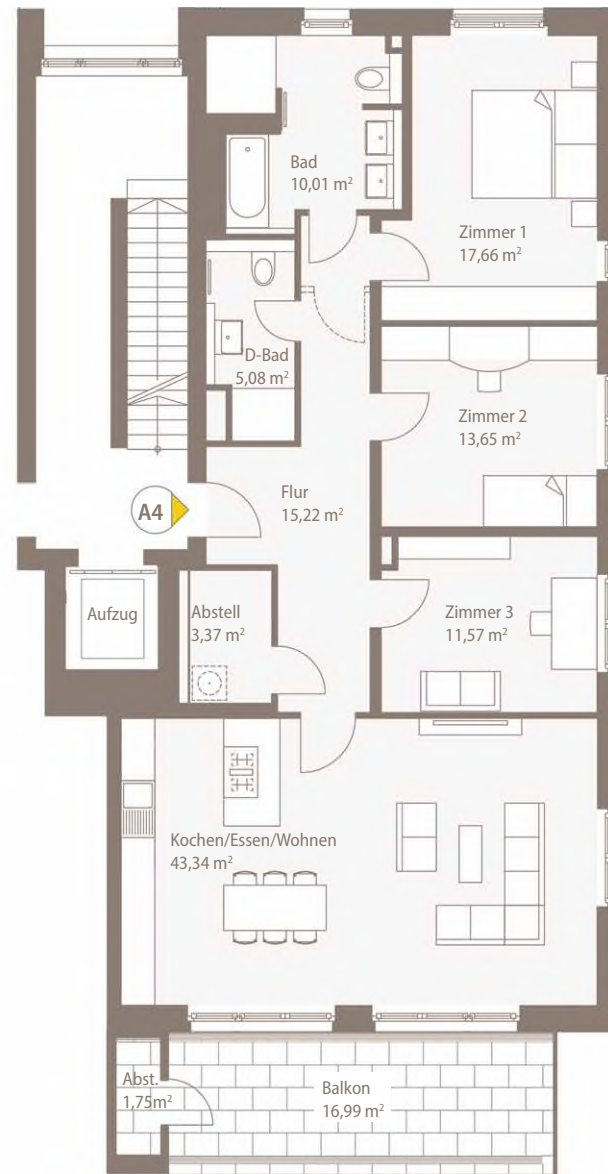 Bad
10,01 m²
Zimmer 1
17,66 m²
D-Bad
5,08 m²
Zimmer 2
13,65 m²
Flur
15,22 m²
A4
Aufzug
Abstell
3,37 m²
Zimmer 3
11,57 m²
Kochen/Essen/Wohnen
43,34 m²
Abst.
1,75m²
Balkon
16,99 m²